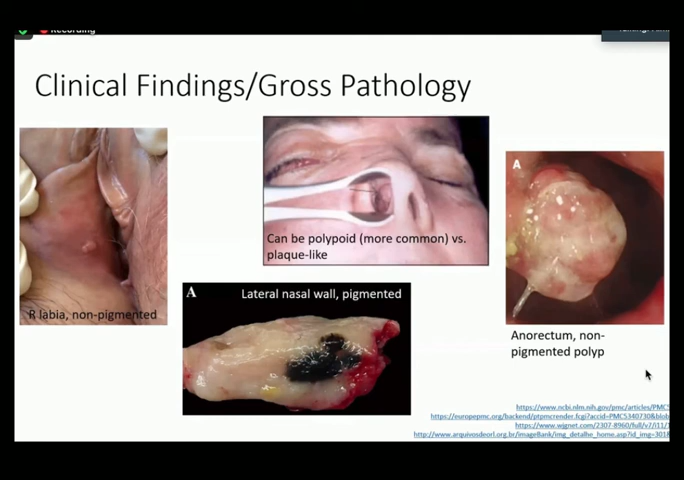 Recording
Clinical Findings/Gross Pathology
R labia, non-pigmented
Can be polypoid (more common) vs.
plaque-like
A
Lateral nasal wall, pigmented
A
Anorectum, non-
pigmented polyp
https://www.ncbi.nlm.nih.gov/pmc/articles/PMC5
https://europepmc.org/backend/ptpmcrender.fcgi?accid=PMC5340730&blob
https://www.wjgnet.com/2307-8960/full/v7/i11/1
http://www.arquivosdeorl.org.br/imageBank/img_detalhe_home.asp?id_img=3018